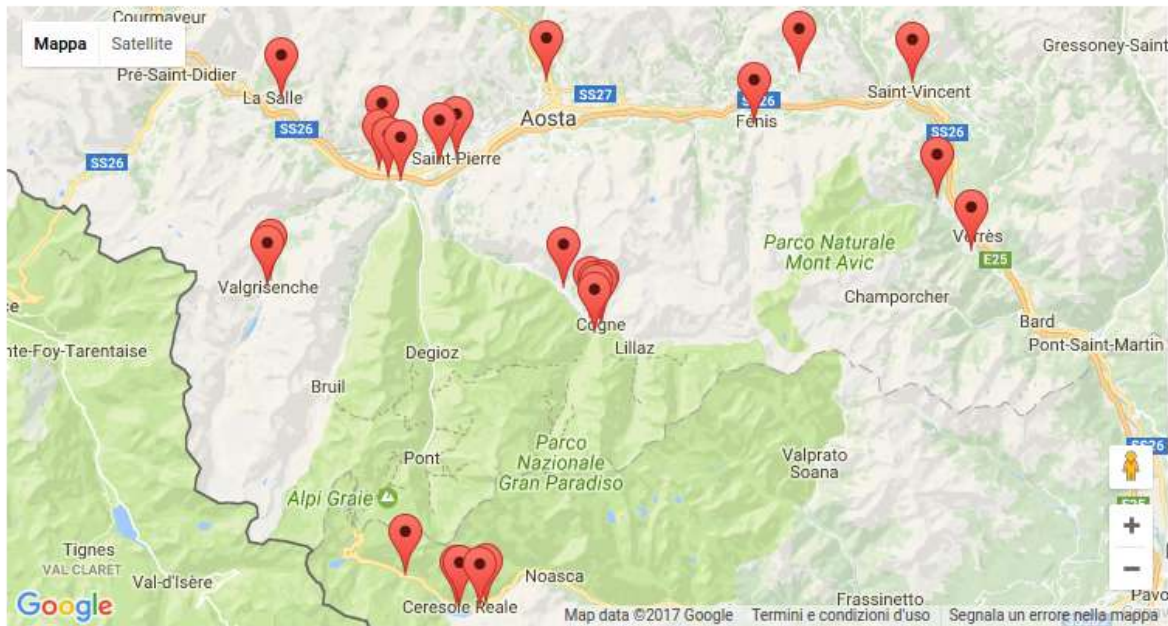 Courmayeur
Mappa
Satellite
Gressoney-Saint
Pré-Saint-Didier
La Salle
SS27
SS26
Saint-Vincent
Aosta
Fénis
SS26
SS26
SS26
Saint-Pierre
Verrès
Parco Naturale
Mont Avic
E25
Valgrisenche
Champorcher
Cogne
Bard
Lillaz
Pont-Saint-Martin
nte-Foy-Tarentaise
Degioz
Bruil
Parco
Nazionale
Gran Paradiso
SS26
Valprato
Soana
Pont
Alpi Graie
E25
Tignes
VAL CLARET
Val-d'Isère
Noasca
Frassinetto
Pavo
Ceresole Reale
Google
Map data ©2017 Google
Termini e condizioni d'uso
Segnala un errore nella mappa